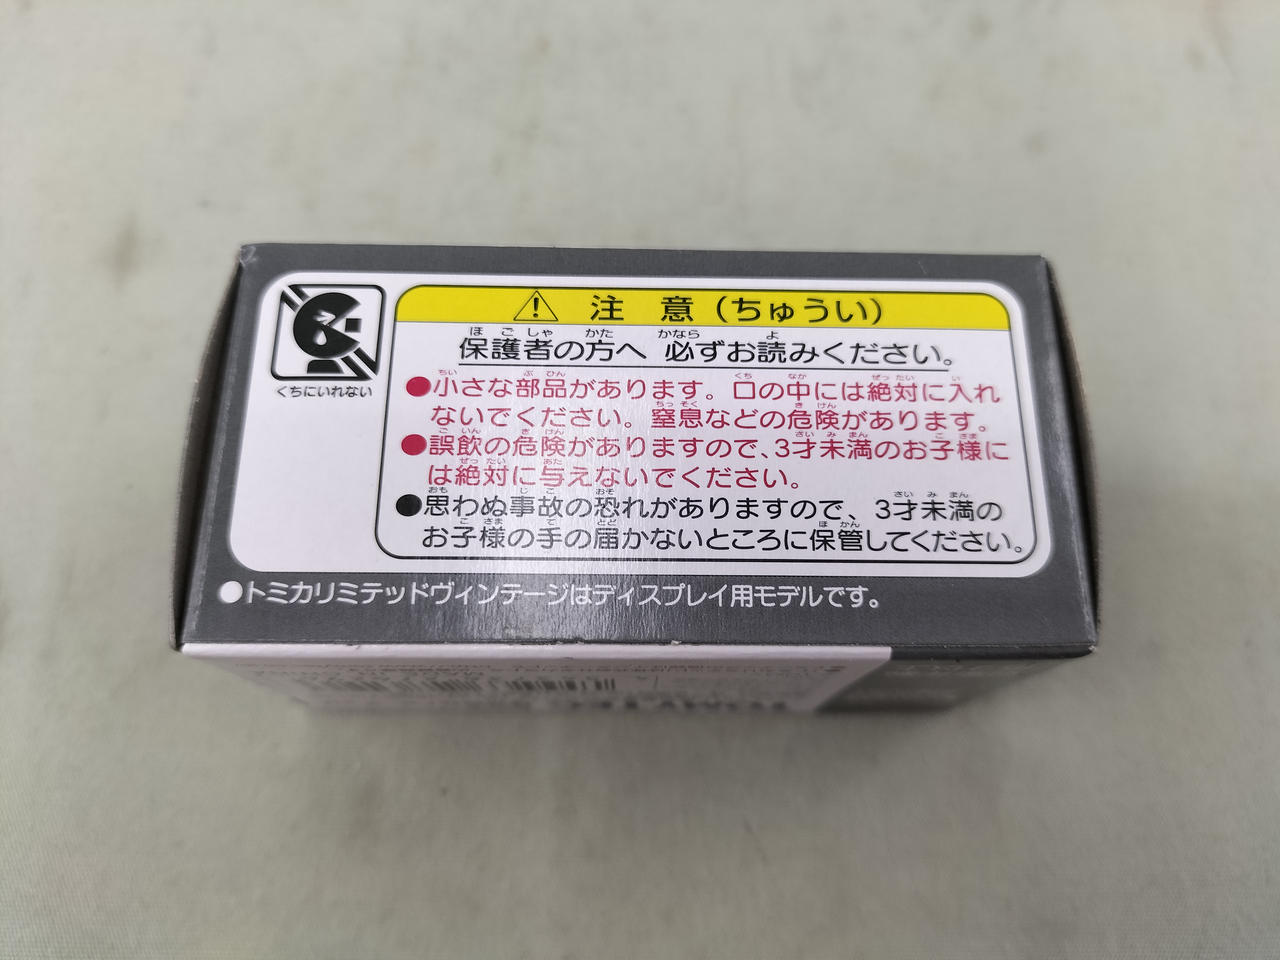 ⚠ 注 意（ちゅうい）
保護者の方へ 必ずお読みください。
●小さな部品があります。口の中には絶対に入れ
ないでください。窒息などの危険があります。
●誤飲の危険がありますので、3才未満のお子様に
は絶対に与えないでください。
●思わぬ事故の恐れがありますので、3才未満の
お子様の手の届かないところに保管してください。
くちにいれない
●トミカリミテッドヴィンテージはディスプレイ用モデルです。